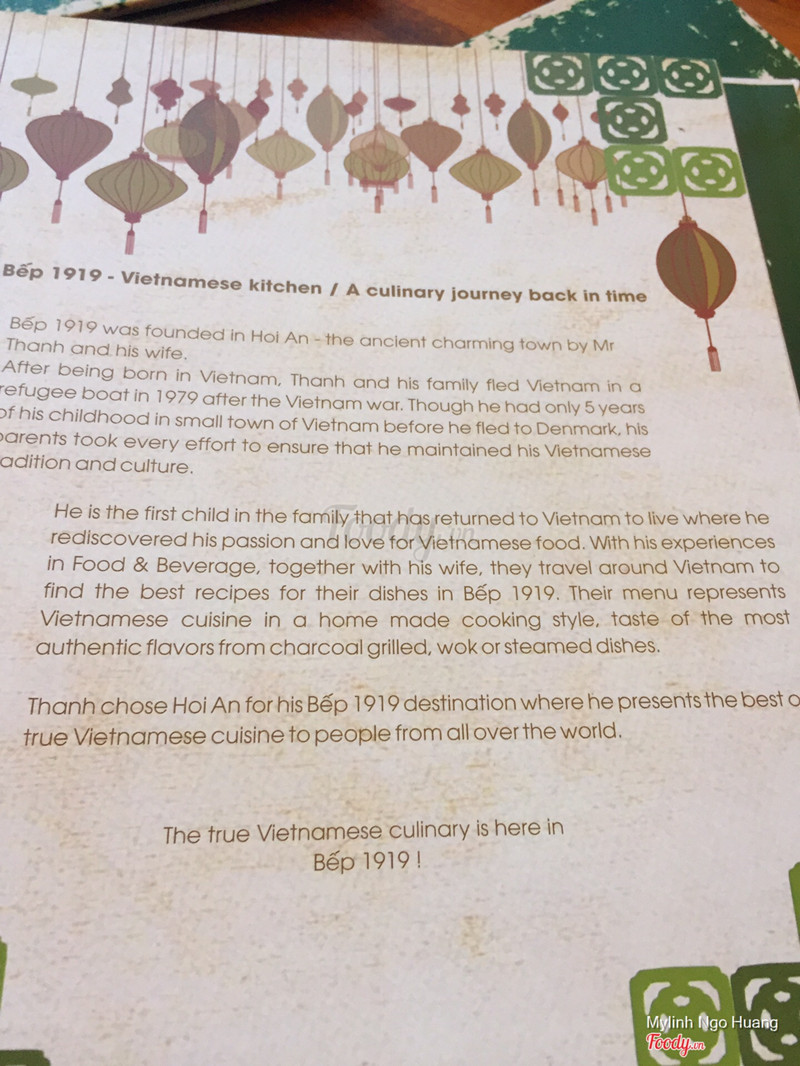 Bếp 1919 - Vietnamese kitchen / A culinary journey back in time
Bếp 1919 was founded in Hoi An - the ancient charming town by Mr
Thanh and his wife.
After being born in Vietnam, Thanh and his family fled Vietnam in a
refugee boat in 1979 after the Vietnam war. Though he had only 5 years
of his childhood in small town of Vietnam before he fled to Denmark, his
parents took every effort to ensure that he maintained his Vietnamese
adition and culture.
He is the first child in the family that has returned to Vietnam to live where he
rediscovered his passion and love for Vietnamese food. With his experiences
in Food & Beverage, together with his wife, they travel around Vietnam to
find the best recipes for their dishes in Bếp 1919. Their menu represents
Vietnamese cuisine in a home made cooking style, taste of the most
authentic flavors from charcoal grilled, wok or steamed dishes.
Thanh chose Hoi An for his Bếp 1919 destination where he presents the best o
true Vietnamese cuisine to people from all over the world.
The true Vietnamese culinary is here in
Bếp 1919 !
Foody.vn
Mylinh Ngo Huang
Foody.vn